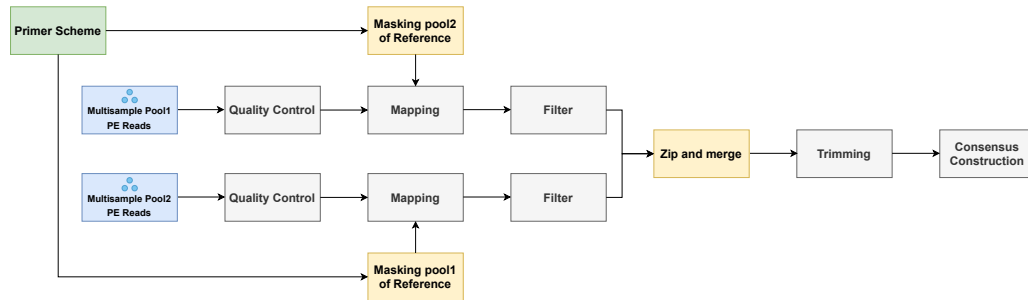 Primer Scheme
Masking pool2
of Reference
Multisample Pool1
PE Reads
Quality Control
Mapping
Filter
Zip and merge
Trimming
Consensus
Construction
Multisample Pool2
PE Reads
Quality Control
Mapping
Filter
Masking pool1
of Reference